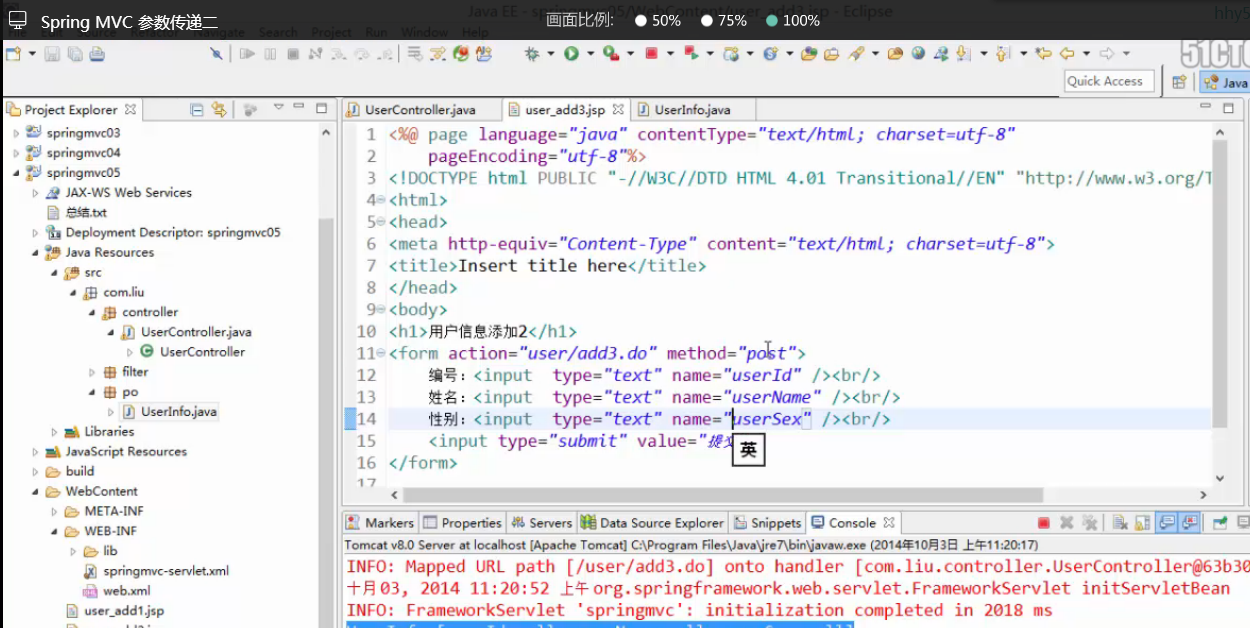 Spring MVC 参数传递二
画面比例: 50% 75% 100%
Java EE - springmvc05/WebContent/user_add3.jsp - Eclipse
Navigate Search Project Run Window Help
Quick Access
Java
Project Explorer
springmvc03
springmvc04
springmvc05
JAX-WS Web Services
总结.txt
Deployment Descriptor: springmvc05
Java Resources
src
com.liu
controller
UserController.java
UserController
filter
po
UserInfo.java
Libraries
JavaScript Resources
build
WebContent
META-INF
WEB-INF
lib
springmvc-servlet.xml
web.xml
user_add1.jsp
UserController.java user_add3.jsp UserInfo.java
1 <%@ page language="java" contentType="text/html; charset=utf-8"
2 pageEncoding="utf-8"%>
3 <!DOCTYPE html PUBLIC "-//W3C//DTD HTML 4.01 Transitional//EN" "http://www.w3.org/T
4 <html>
5 <head>
6 <meta http-equiv="Content-Type" content="text/html; charset=utf-8">
7 <title>Insert title here</title>
8 </head>
9 <body>
10 <h1>用户信息添加2</h1>
11 <form action="user/add3.do" method="post">
12 编号：<input type="text" name="userId" /><br/>
13 姓名：<input type="text" name="userName" /><br/>
14 性别：<input type="text" name="userSex" /><br/>
15 <input type="submit" value="提交
英
16 </form>
17
Markers Properties Servers Data Source Explorer Snippets Console
Tomcat v8.0 Server at localhost [Apache Tomcat] C:\Program Files\Java\jre7\bin\javaw.exe (2014年10月3日 上午11:20:17)
INFO: Mapped URL path [/user/add3.do] onto handler [com.liu.controller.UserController@63b30
十月 03, 2014 11:20:52 上午 org.springframework.web.servlet.FrameworkServlet initServletBean
INFO: FrameworkServlet 'springmvc': initialization completed in 2018 ms